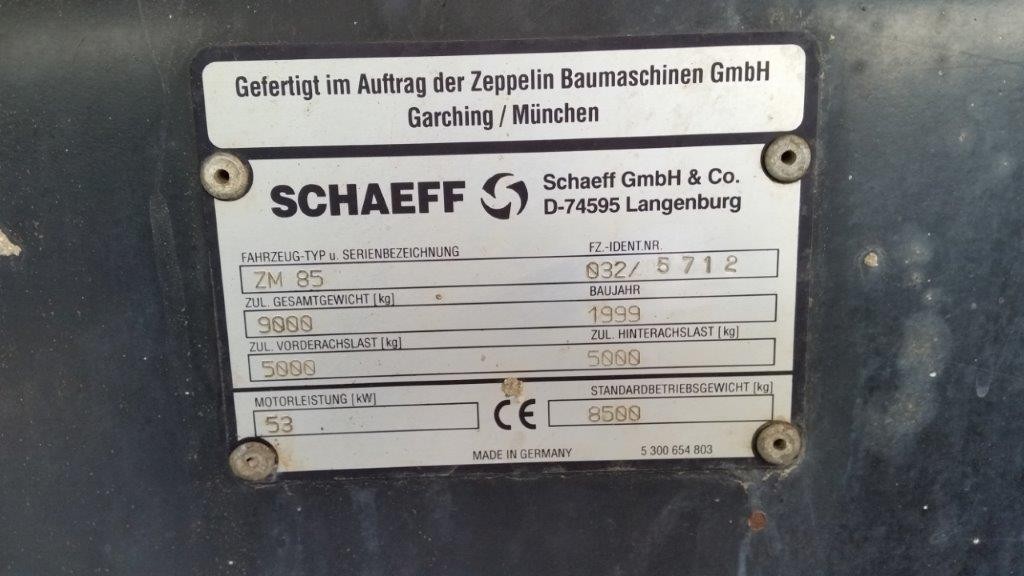 Gefertigt im Auftrag der Zeppelin Baumaschinen GmbH
Garching / München
SCHAEFF
Schaeff GmbH & Co.
D-74595 Langenburg
FAHRZEUG-TYP u. SERIENBEZEICHNUNG FZ.-IDENT.NR.
ZM 85 032/ 5712
ZUL. GESAMTGEWICHT [kg] BAUJAHR
9000 1999
ZUL. VORDERACHSLAST [kg] ZUL. HINTERACHSLAST [kg]
5000 5000
MOTORLEISTUNG [kW] STANDARDBETRIEBSGEWICHT [kg]
53 CE 8500
MADE IN GERMANY 5 300 654 803